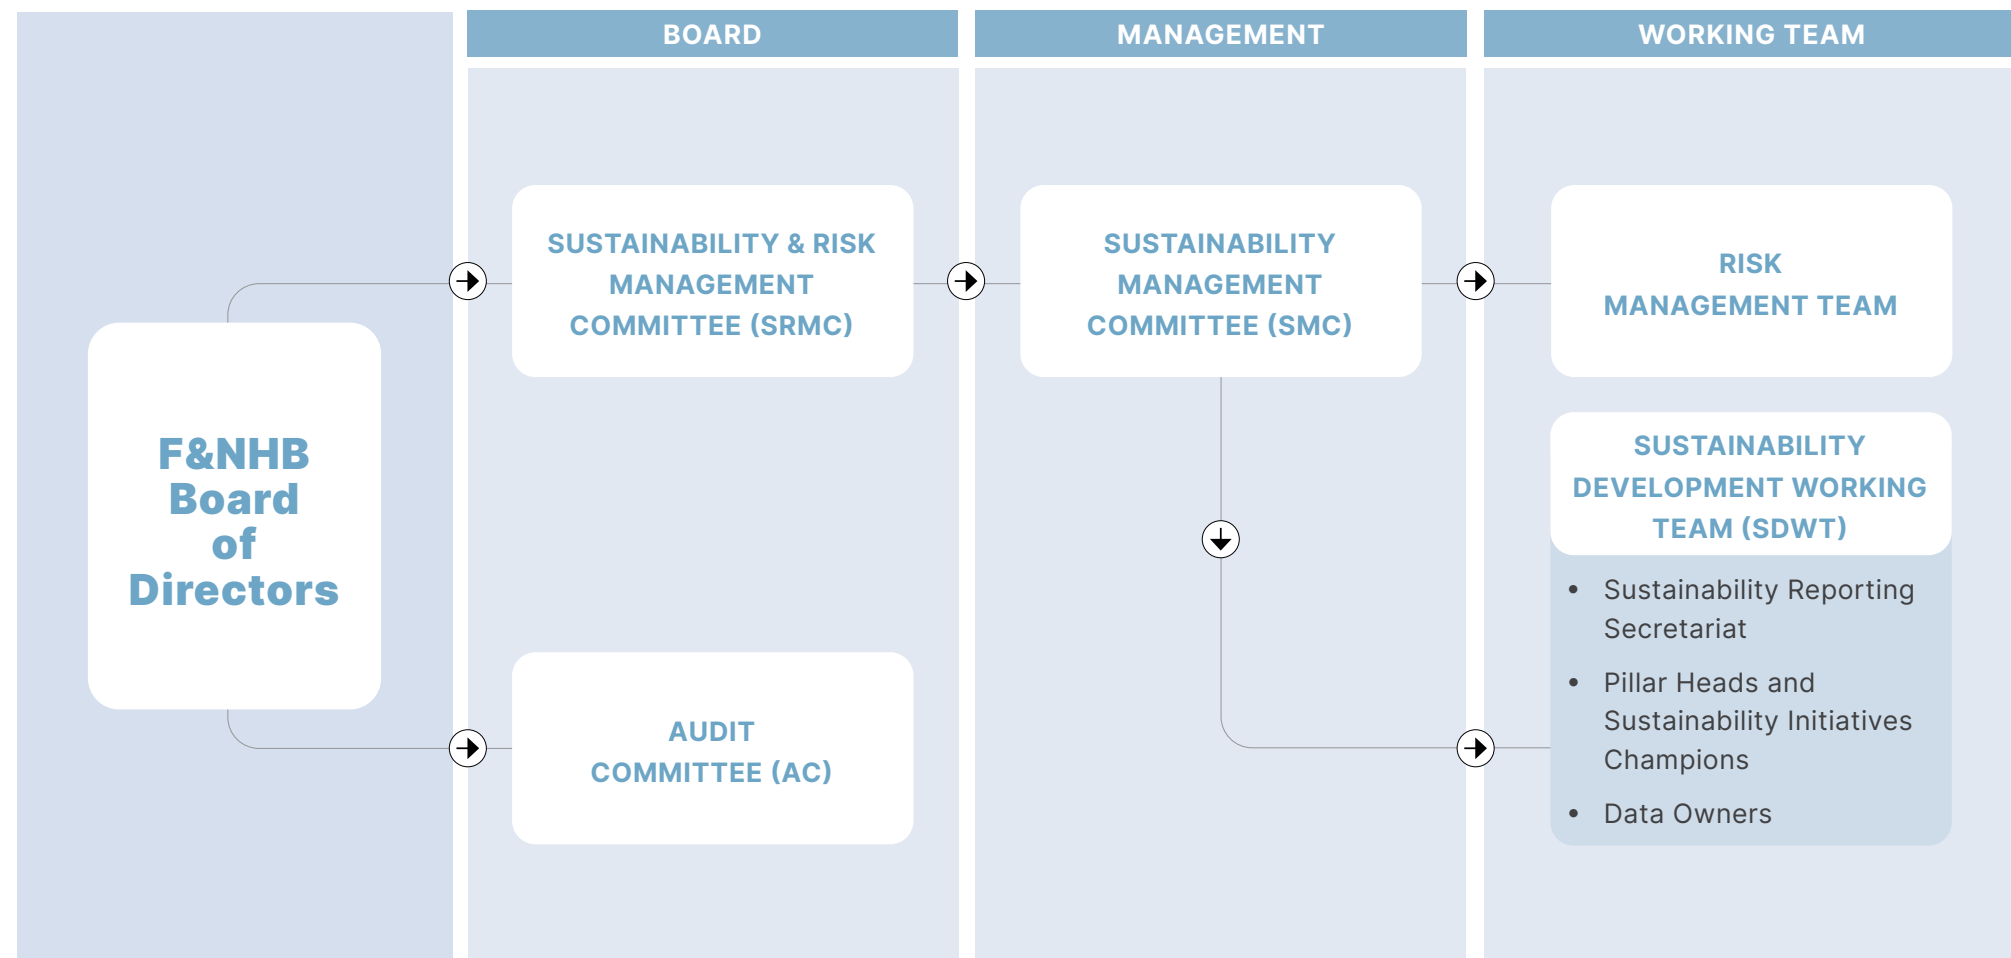 BOARD
MANAGEMENT
WORKING TEAM
F&NHB
Board
of
Directors
SUSTAINABILITY & RISK
MANAGEMENT
COMMITTEE (SRMC)
AUDIT
COMMITTEE (AC)
SUSTAINABILITY
MANAGEMENT
COMMITTEE (SMC)
RISK
MANAGEMENT TEAM
SUSTAINABILITY
DEVELOPMENT WORKING
TEAM (SDWT)
• Sustainability Reporting
Secretariat
• Pillar Heads and
Sustainability Initiatives
Champions
• Data Owners